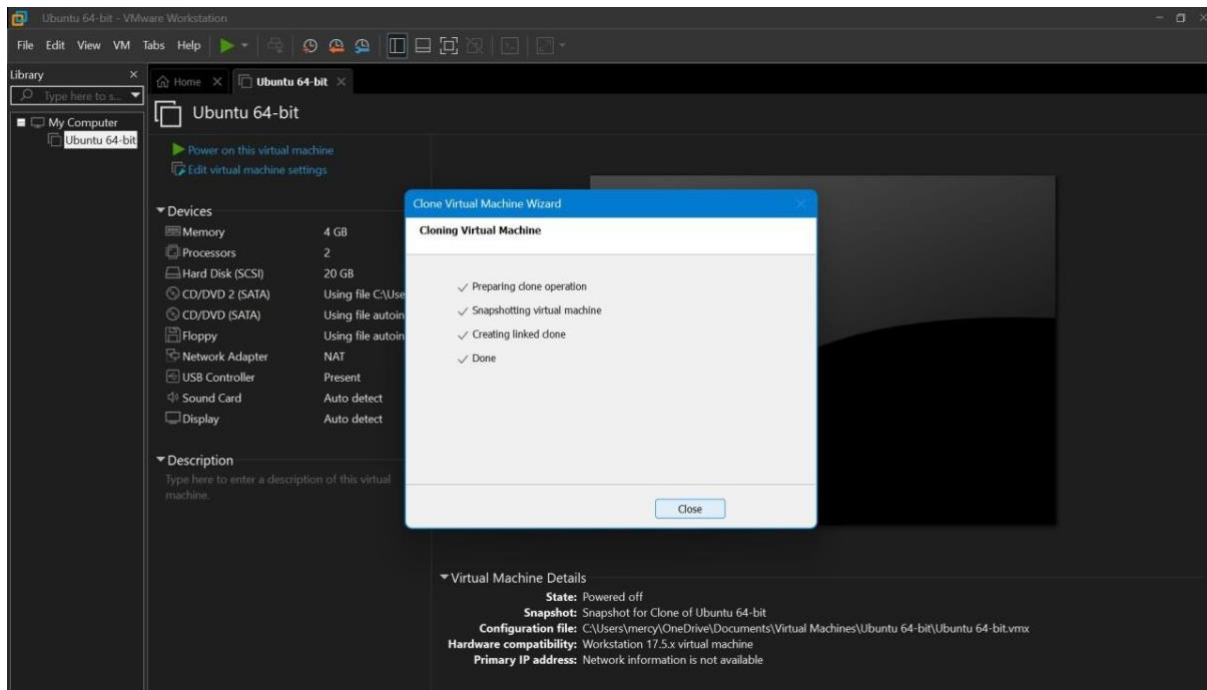 Ubuntu 64-bit - VMware Workstation
File Edit View VM Tabs Help
Library
Type here to s...
My Computer
Ubuntu 64-bit
Home
Ubuntu 64-bit
Ubuntu 64-bit
Power on this virtual machine
Edit virtual machine settings
Devices
Memory 4 GB
Processors 2
Hard Disk (SCSI) 20 GB
CD/DVD 2 (SATA) Using file C:\Use
CD/DVD (SATA) Using file autoin
Floppy Using file autoin
Network Adapter NAT
USB Controller Present
Sound Card Auto detect
Display Auto detect
Description
Type here to enter a description of this virtual
machine.
Clone Virtual Machine Wizard
Cloning Virtual Machine
Preparing clone operation
Snapshotting virtual machine
Creating linked clone
Done
Close
Virtual Machine Details
State: Powered off
Snapshot: Snapshot for Clone of Ubuntu 64-bit
Configuration file: C:\Users\mercy\OneDrive\Documents\Virtual Machines\Ubuntu 64-bit\Ubuntu 64-bit.vmx
Hardware compatibility: Workstation 17.5.x virtual machine
Primary IP address: Network information is not available